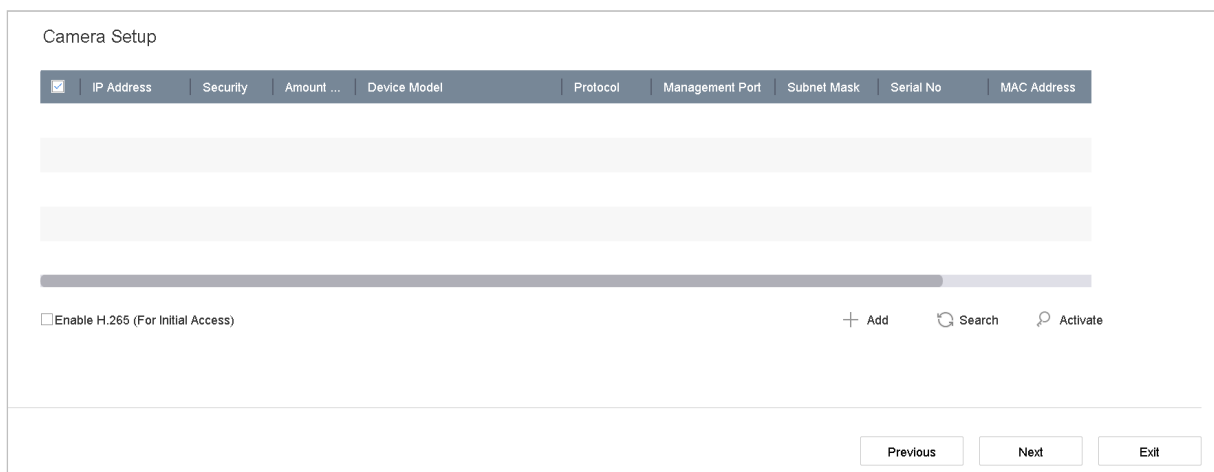 Camera Setup
IP Address Security Amount ... Device Model Protocol Management Port Subnet Mask Serial No MAC Address
Enable H.265 (For Initial Access) Add Search Activate
Previous Next Exit